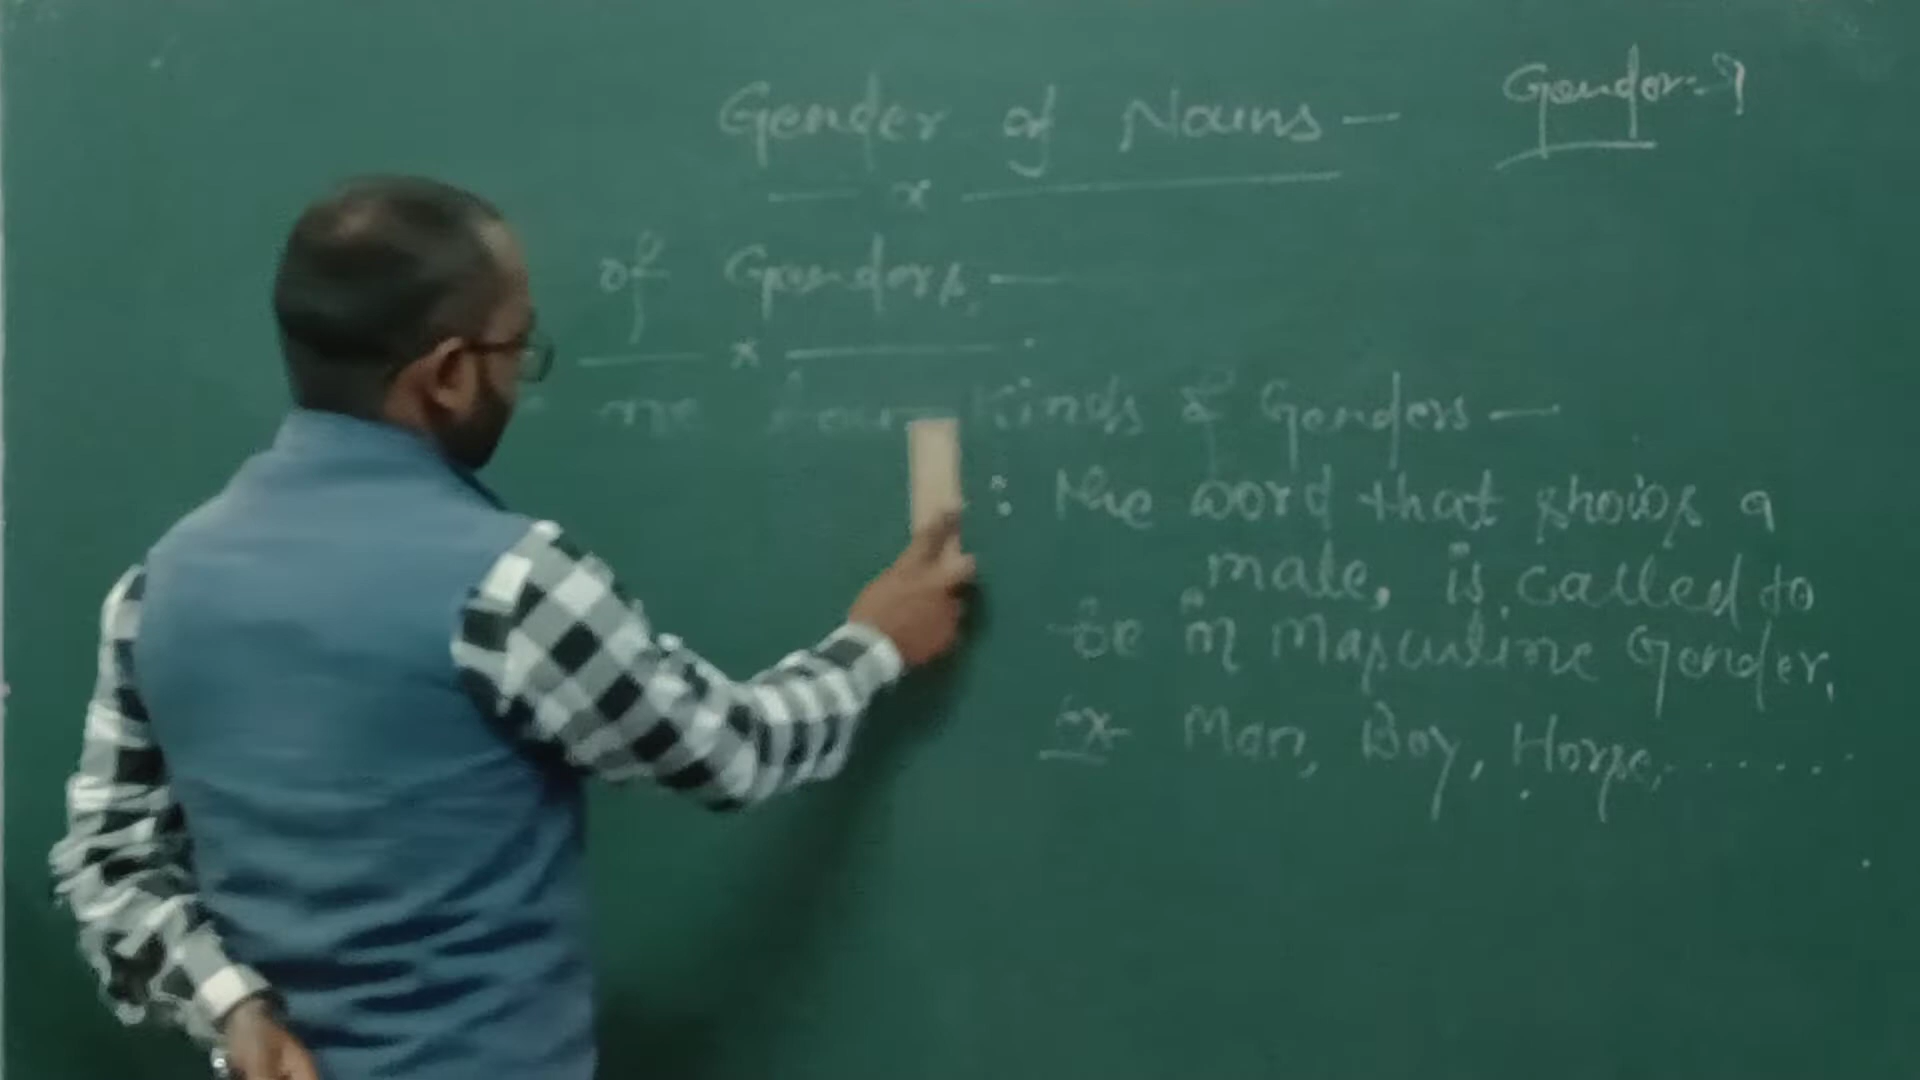 Gender of Nouns —
Gender-?
of Genders. —
Kinds of Genders —
: The word that shows a
male, is called to
be in Masculine Gender.
Ex- Man, Boy, Horse, .......